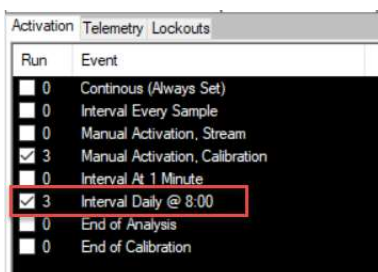 Activation Telemetry Lockouts
Run Event
0 Continous (Always Set)
0 Interval Every Sample
0 Manual Activation, Stream
3 Manual Activation, Calibration
0 Interval At 1 Minute
3 Interval Daily @ 8:00
0 End of Analysis
0 End of Calibration